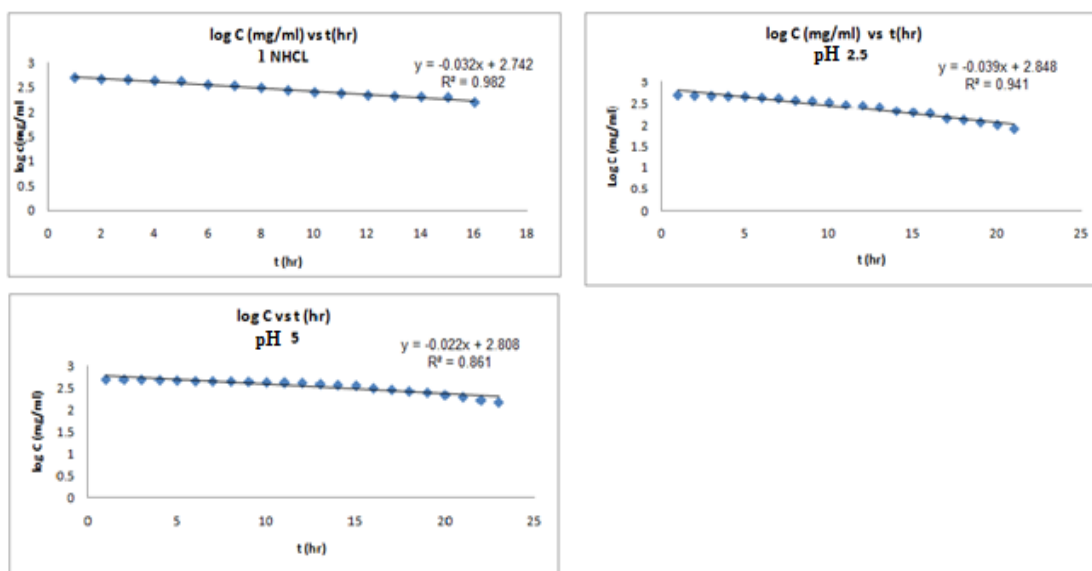 log C (mg/ml) vs t(hr)
1 NHCL
y = -0.032x + 2.742
R² = 0.982
3
2.5
2
1.5
1
0.5
0
log c(mg/ml
0 2 4 6 8 10 12 14 16 18
t (hr)
log C (mg/ml) vs t(hr)
pH 2.5
y = -0.039x + 2.848
R² = 0.941
3
2.5
2
1.5
1
0.5
0
Log C (mg/ml)
0 5 10 15 20 25
t (hr)
log C vs t (hr)
pH 5
y = -0.022x + 2.808
R² = 0.861
3
2.5
2
1.5
1
0.5
0
log C (mg/ml)
0 5 10 15 20 25
t (hr)